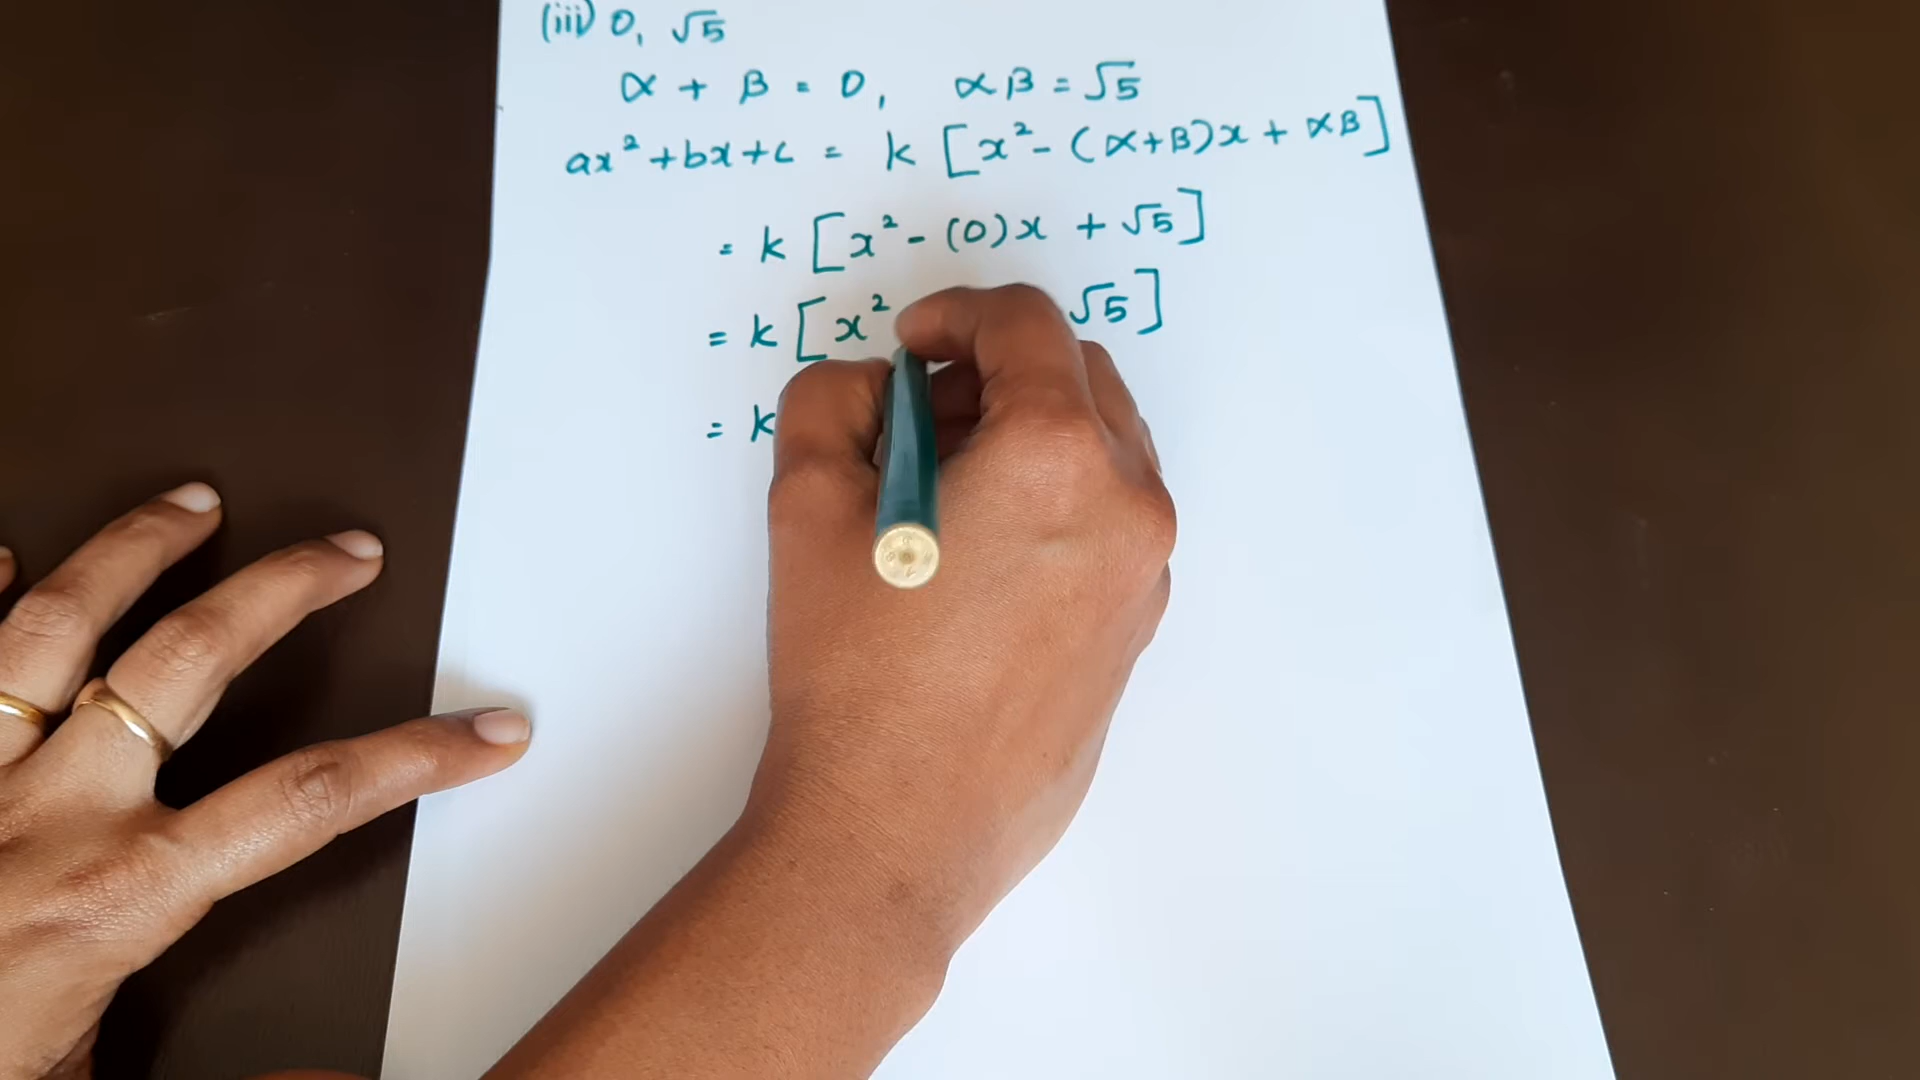 (iii) 0, √5
α + β = 0, αβ = √5
ax² + bx + c = k [x² - (α+β)x + αβ]
= k [x² - (0)x + √5]
= k [x² √5]
= k